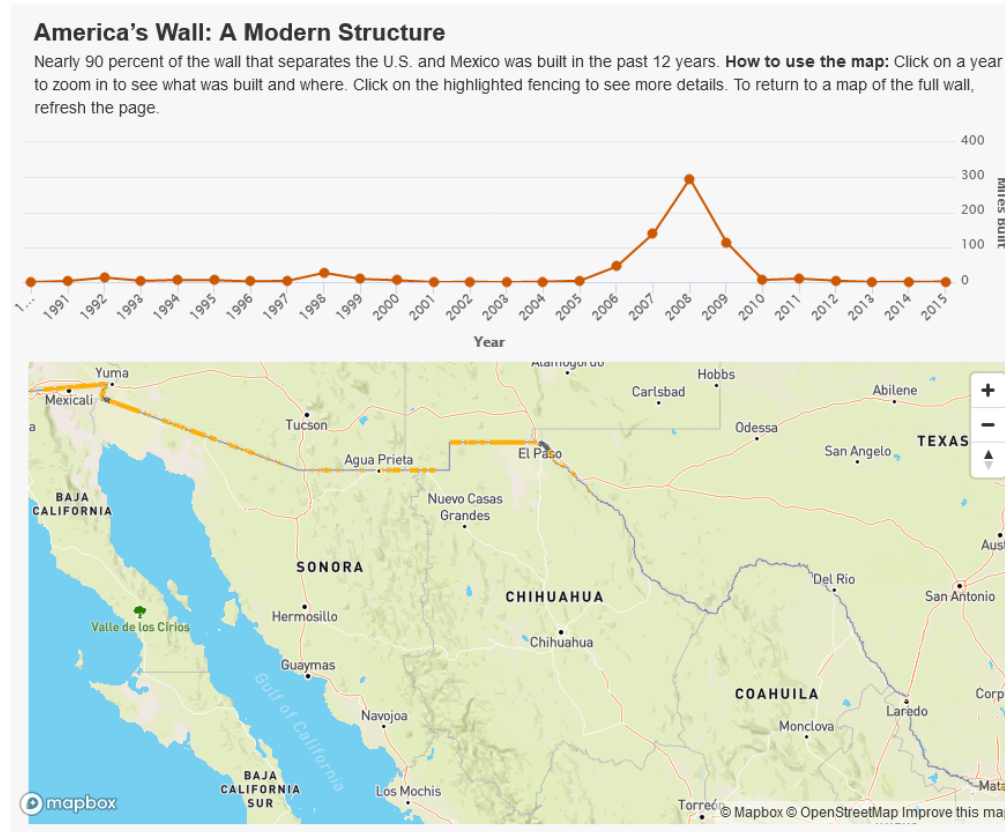 America's Wall: A Modern Structure
Nearly 90 percent of the wall that separates the U.S. and Mexico was built in the past 12 years. How to use the map: Click on a year
to zoom in to see what was built and where. Click on the highlighted fencing to see more details. To return to a map of the full wall,
refresh the page.
400
300
200
100
0
Miles Built
1...
1991
1992
1993
1994
1995
1996
1997
1998
1999
2000
2001
2002
2003
2004
2005
2006
2007
2008
2009
2010
2011
2012
2013
2014
2015
Year
Alamogordo
Yuma
Hobbs
Mexicali
Carlsbad
Abilene
Tucson
Odessa
TEXAS
El Paso
San Angelo
Agua Prieta
BAJA
CALIFORNIA
Nuevo Casas
Grandes
Aust
SONORA
Del Rio
CHIHUAHUA
San Antonio
Hermosillo
Valle de los Cirios
Chihuahua
Guaymas
Gulf of California
COAHUILA
Corp
Laredo
Navojoa
Monclova
BAJA
CALIFORNIA
SUR
Los Mochis
Mata
mapbox
Torreón
© Mapbox © OpenStreetMap Improve this map